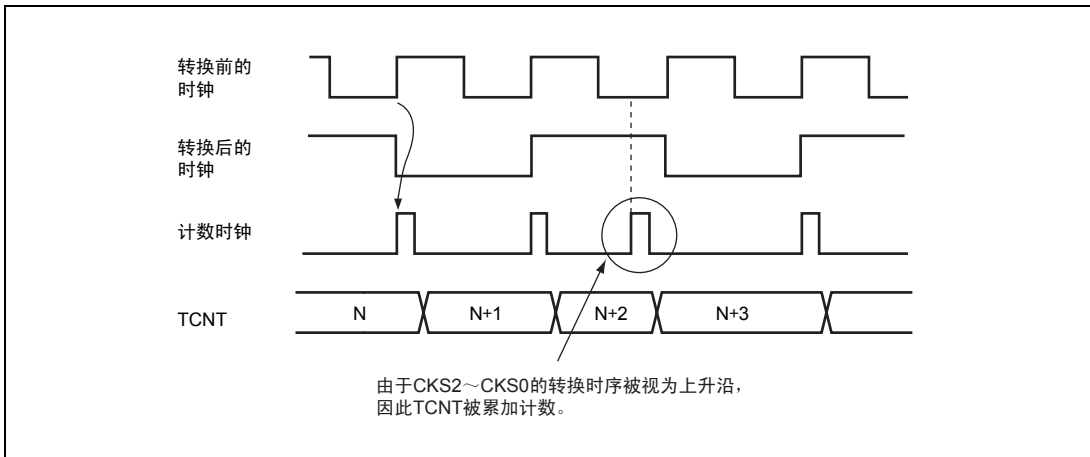 转换前的
时钟
转换后的
时钟
计数时钟
TCNT
N
N+1
N+2
N+3
由于CKS2～CKS0的转换时序被视为上升沿，
因此TCNT被累加计数。